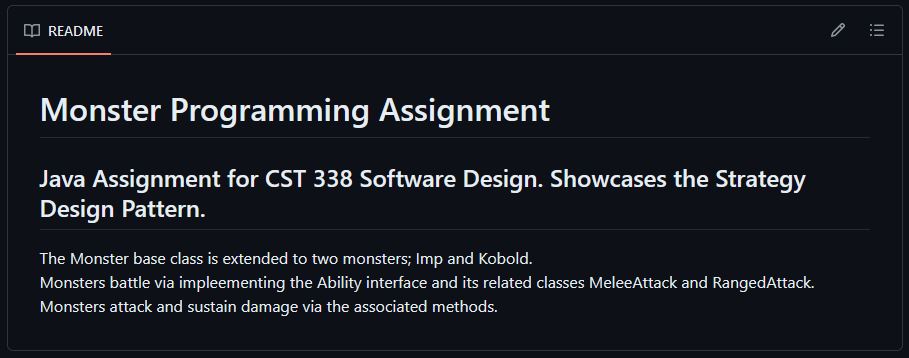 README
Monster Programming Assignment
Java Assignment for CST 338 Software Design. Showcases the Strategy
Design Pattern.
The Monster base class is extended to two monsters; Imp and Kobold.
Monsters battle via impleementing the Ability interface and its related classes MeleeAttack and RangedAttack.
Monsters attack and sustain damage via the associated methods.